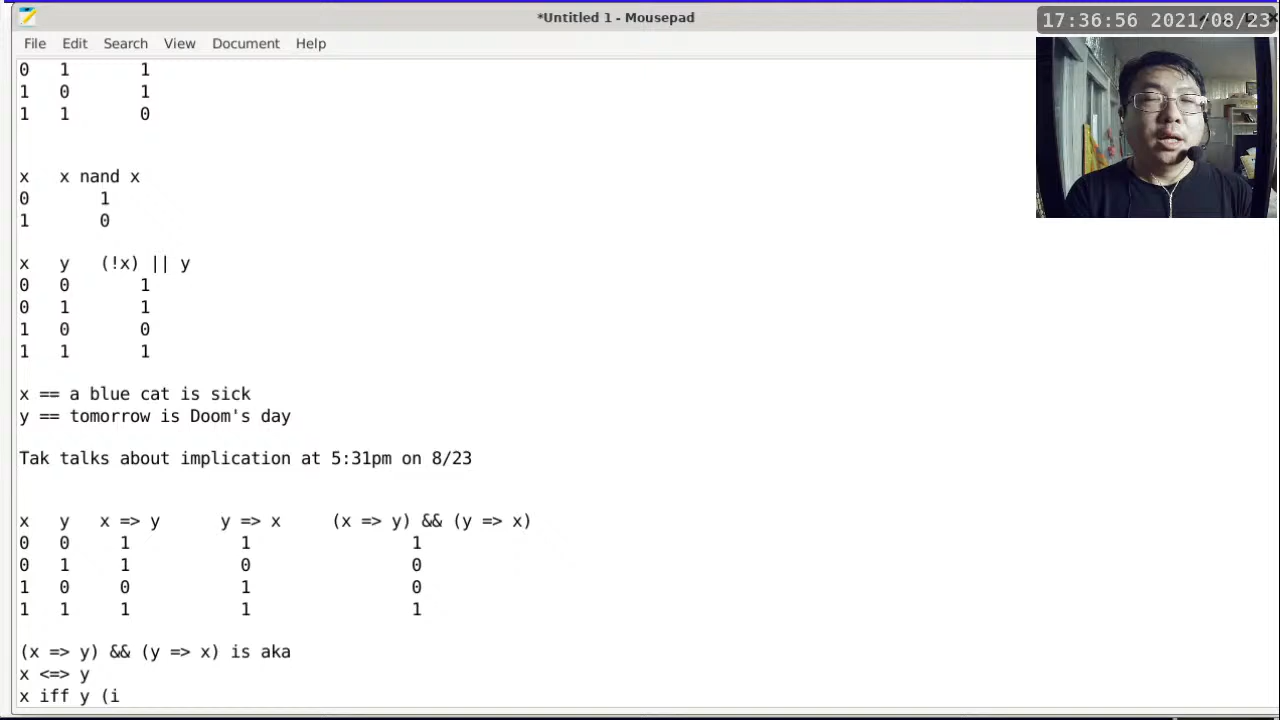 *Untitled 1 - Mousepad
17:36:56 2021/08/23
File Edit Search View Document Help
0 1 1
1 0 1
1 1 0
x x nand x
0 1
1 0
x y (!x) || y
0 0 1
0 1 1
1 0 0
1 1 1
x == a blue cat is sick
y == tomorrow is Doom's day
Tak talks about implication at 5:31pm on 8/23
x y x => y y => x (x => y) && (y => x)
0 0 1 1 1
0 1 1 0 0
1 0 0 1 0
1 1 1 1 1
(x => y) && (y => x) is aka
x <=> y
x iff y (i